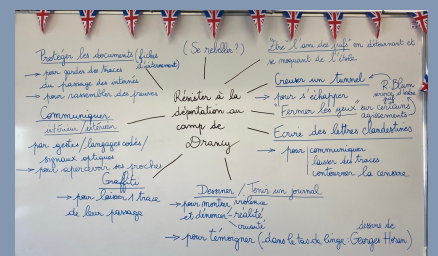 Protéger les documents (fiches d'internement)
→ pour garder des traces
du passage des internés
→ pour rassembler des preuves
Communiquer
intérieur/extérieur
par gestes/langages codés/
signaux optiques
→ pour apercevoir ses proches
Graffiti
→ pour laisser 1 trace
de leur passage
(Se rebeller ?)
Résister à la
déportation au
camp de
Drancy
Dessiner / Tenir un journal
→ pour montrer violence
et dénoncer réalité
cruauté
→ pour témoigner (dans le tas de linge : dessins de Georges Horan)
Être l'ami des juifs en détournant et
se moquant de l'étoile
Creuser un tunnel
→ pour s'échapper
R. Blum
"Fermer les yeux" sur certains
agissements
Ecrire des lettres clandestines
→ pour communiquer
laisser des traces
contourner la censure